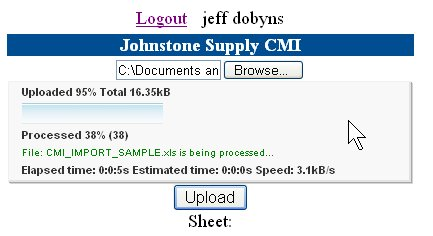 Logout jeff dobyns
Johnstone Supply CMI
C:\Documents an Browse...
Uploaded 95% Total 16.35kB
Processed 38% (38)
File: CMI_IMPORT_SAMPLE.xls is being processed...
Elapsed time: 0:0:5s Estimated time: 0:0:0s Speed: 3.1kB/s
Upload
Sheet: